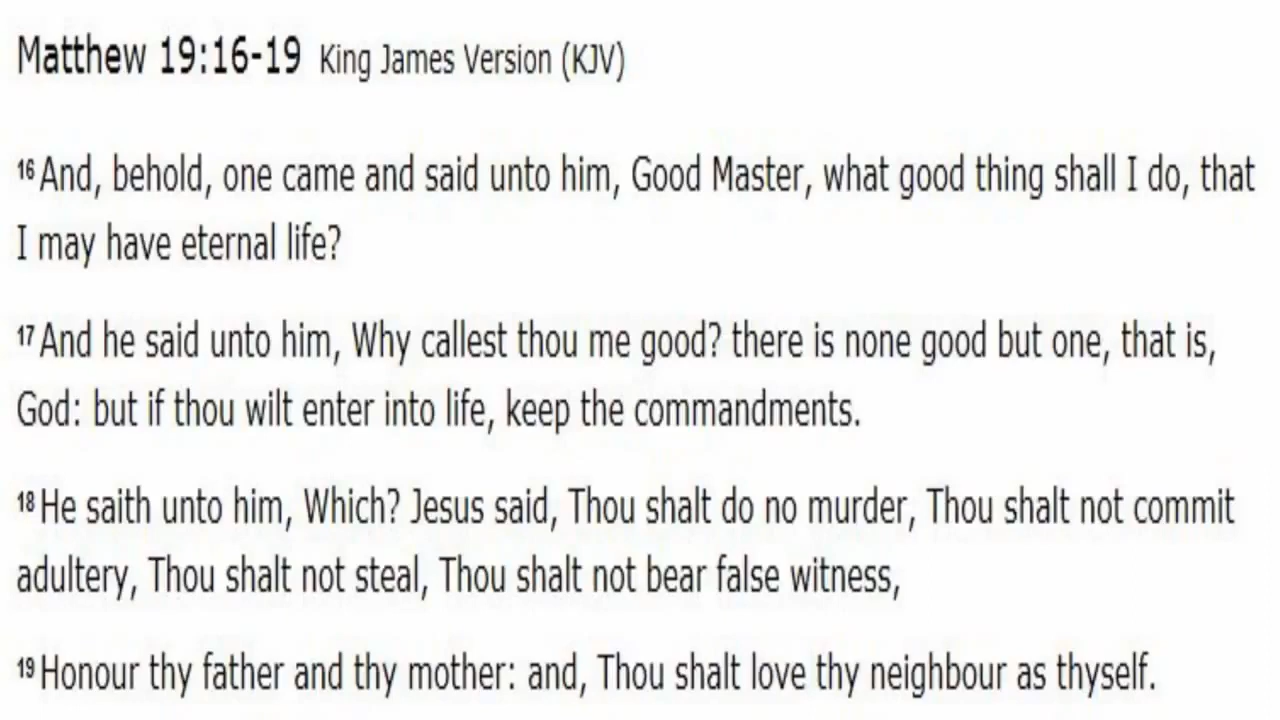 Matthew 19:16-19 King James Version (KJV)
16 And, behold, one came and said unto him, Good Master, what good thing shall I do, that
I may have eternal life?
17 And he said unto him, Why callest thou me good? there is none good but one, that is,
God: but if thou wilt enter into life, keep the commandments.
18 He saith unto him, Which? Jesus said, Thou shalt do no murder, Thou shalt not commit
adultery, Thou shalt not steal, Thou shalt not bear false witness,
19 Honour thy father and thy mother: and, Thou shalt love thy neighbour as thyself.